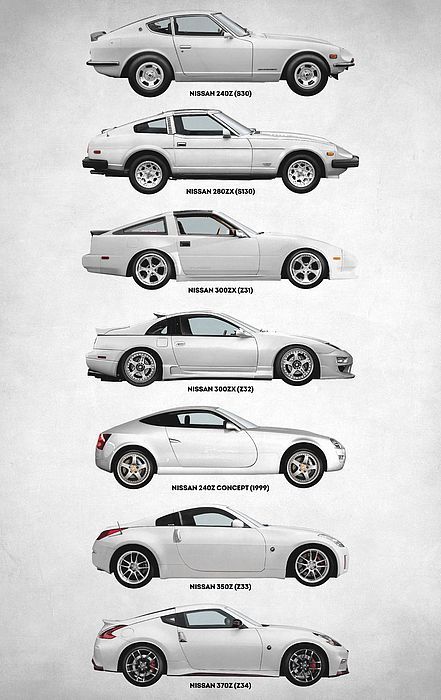 NISSAN 240Z (S30)
NISSAN 280ZX (S130)
NISSAN 300ZX (Z31)
NISSAN 300ZX (Z32)
NISSAN 240Z CONCEPT (1999)
NISSAN 350Z (Z33)
NISSAN 370Z (Z34)